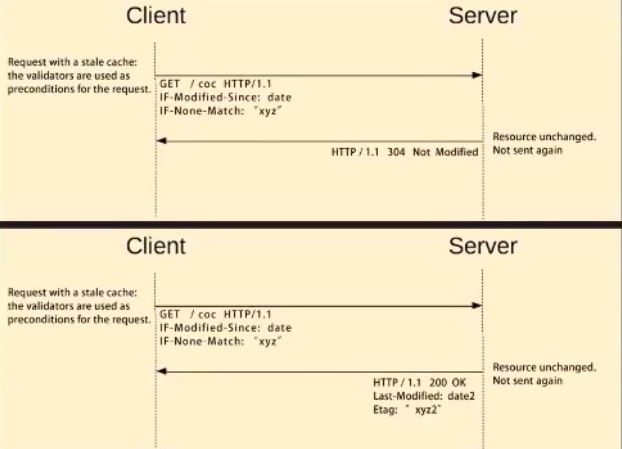 Client
Server
Request with a stale cache:
the validators are used as
preconditions for the request.
GET / coc HTTP/1.1
IF-Modified-Since: date
IF-None-Match: "xyz"
Resource unchanged.
Not sent again
HTTP / 1.1 304 Not Modified
Client
Server
Request with a stale cache:
the validators are used as
preconditions for the request.
GET / coc HTTP/1.1
IF-Modified-Since: date
IF-None-Match: "xyz"
Resource unchanged.
Not sent again
HTTP / 1.1 200 OK
Last-Modified: date2
Etag: " xyz2"